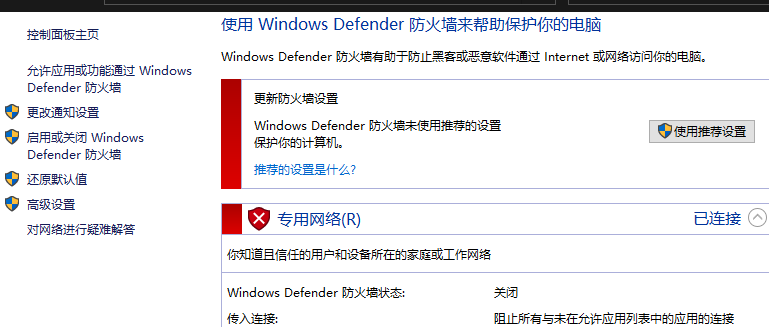 控制面板主页
允许应用或功能通过 Windows
Defender 防火墙
更改通知设置
启用或关闭 Windows
Defender 防火墙
还原默认值
高级设置
对网络进行疑难解答
使用 Windows Defender 防火墙来帮助保护你的电脑
Windows Defender 防火墙有助于防止黑客或恶意软件通过 Internet 或网络访问你的电脑。
更新防火墙设置
Windows Defender 防火墙未使用推荐的设置
保护你的计算机。
使用推荐设置
推荐的设置是什么?
专用网络(R)
已连接
你知道且信任的用户和设备所在的家庭或工作网络
Windows Defender 防火墙状态:
关闭
传入连接:
阻止所有与未在允许应用列表中的应用的连接